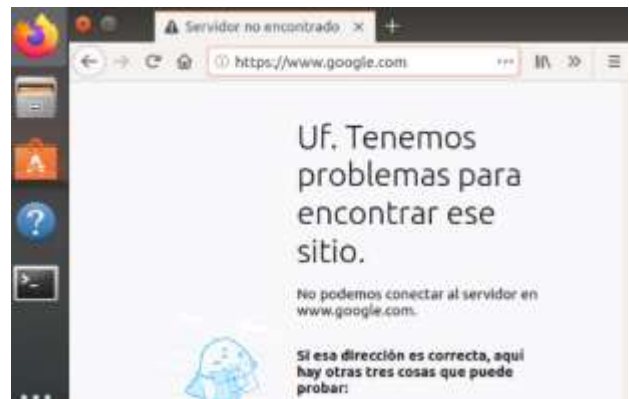 Servidor no encontrado
https://www.google.com
Uf. Tenemos
problemas para
encontrar ese
sitio.
No podemos conectar al servidor en
www.google.com.
Si esa dirección es correcta, aquí
hay otras tres cosas que puede
probar: